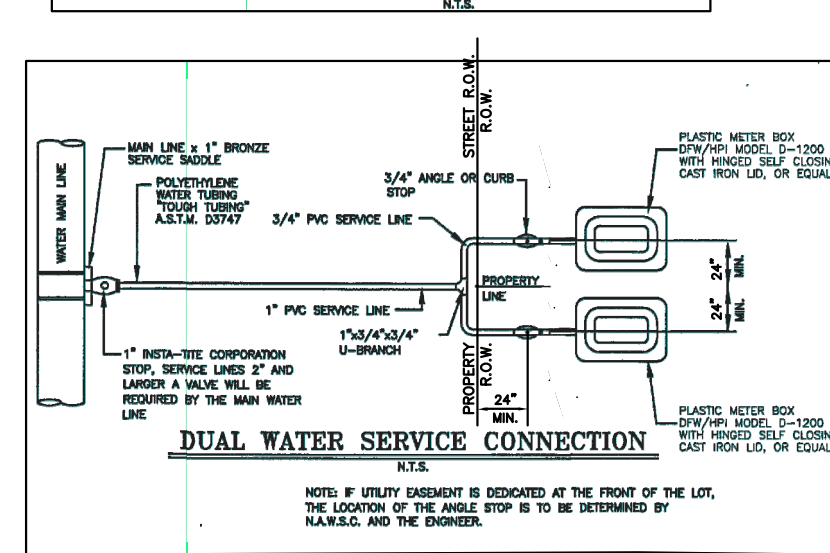 N.T.S.
STREET R.O.W.
R.O.W.
PLASTIC METER BOX
DFW/HPI MODEL D-1200
WITH HINGED SELF CLOSIN
CAST IRON LID, OR EQUAL
MAIN LINE x 1" BRONZE
SERVICE SADDLE
POLYETHYLENE
WATER TUBING
"TOUGH TUBING"
A.S.T.M. D3747
3/4" ANGLE OR CURB
STOP
3/4" PVC SERVICE LINE
WATER MAIN LINE
PROPERTY
LINE
24"
MIN.
24"
MIN.
1" PVC SERVICE LINE
1"x3/4"x3/4"
U-BRANCH
1" INSTA-TITE CORPORATION
STOP, SERVICE LINES 2" AND
LARGER A VALVE WILL BE
REQUIRED BY THE MAIN WATER
LINE
PROPERTY
R.O.W.
24"
MIN.
PLASTIC METER BOX
DFW/HPI MODEL D-1200
WITH HINGED SELF CLOSIN
CAST IRON LID, OR EQUAL
DUAL WATER SERVICE CONNECTION
N.T.S.
NOTE: IF UTILITY EASEMENT IS DEDICATED AT THE FRONT OF THE LOT,
THE LOCATION OF THE ANGLE STOP IS TO BE DETERMINED BY
N.A.W.S.C. AND THE ENGINEER.